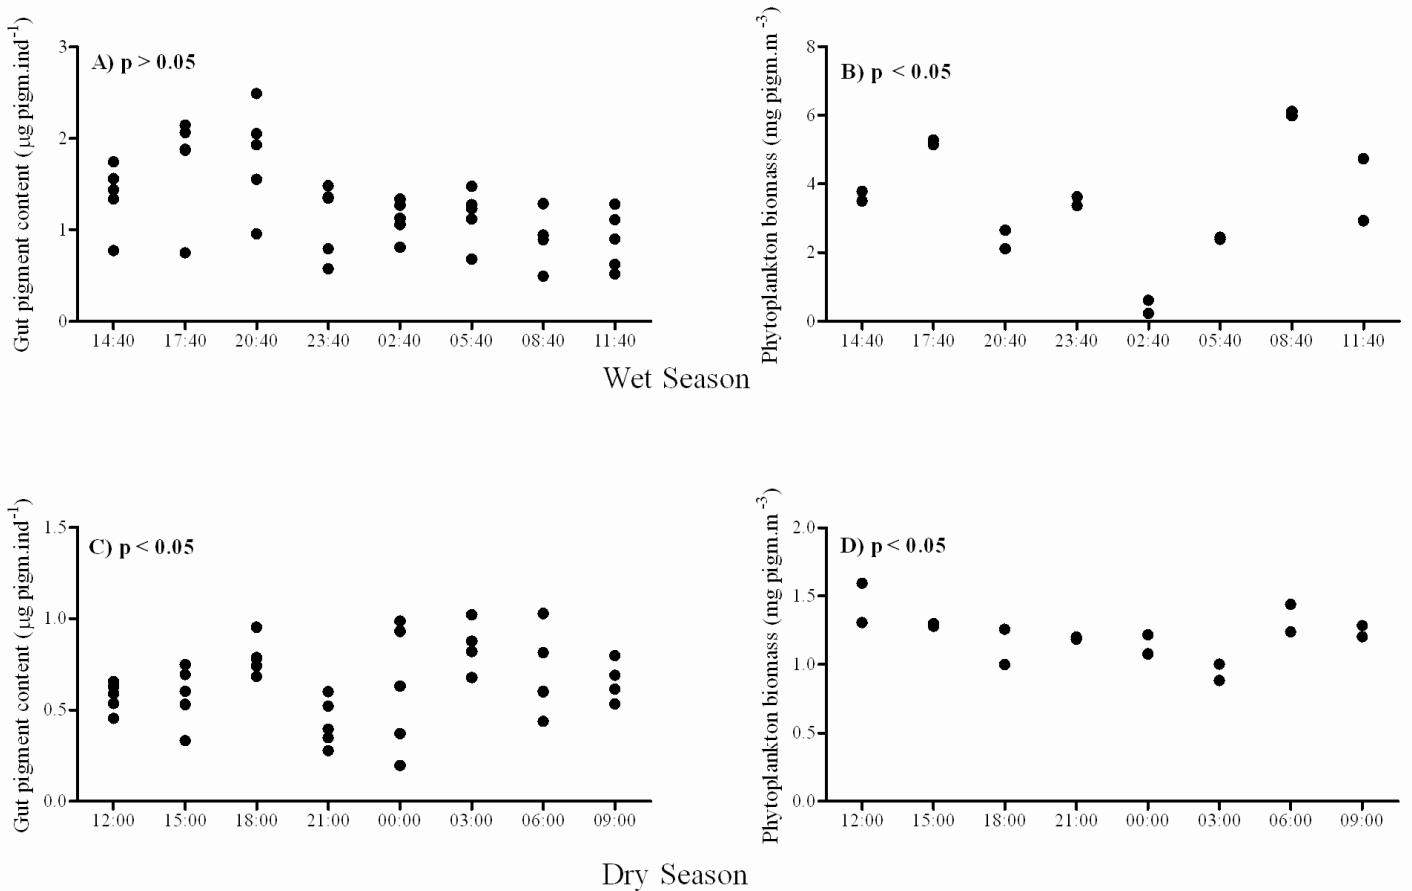 Gut pigment content (µg pigm.ind-1)
A) p > 0.05
3
2
1
0
14:40 17:40 20:40 23:40 02:40 05:40 08:40 11:40
Phytoplankton biomass (mg pigm.m-3)
B) p < 0.05
8
6
4
2
0
14:40 17:40 20:40 23:40 02:40 05:40 08:40 11:40
Wet Season
Gut pigment content (µg pigm.ind-1)
C) p < 0.05
1.5
1.0
0.5
0.0
12:00 15:00 18:00 21:00 00:00 03:00 06:00 09:00
Phytoplankton biomass (mg pigm.m-3)
D) p < 0.05
2.0
1.5
1.0
0.5
0.0
12:00 15:00 18:00 21:00 00:00 03:00 06:00 09:00
Dry Season